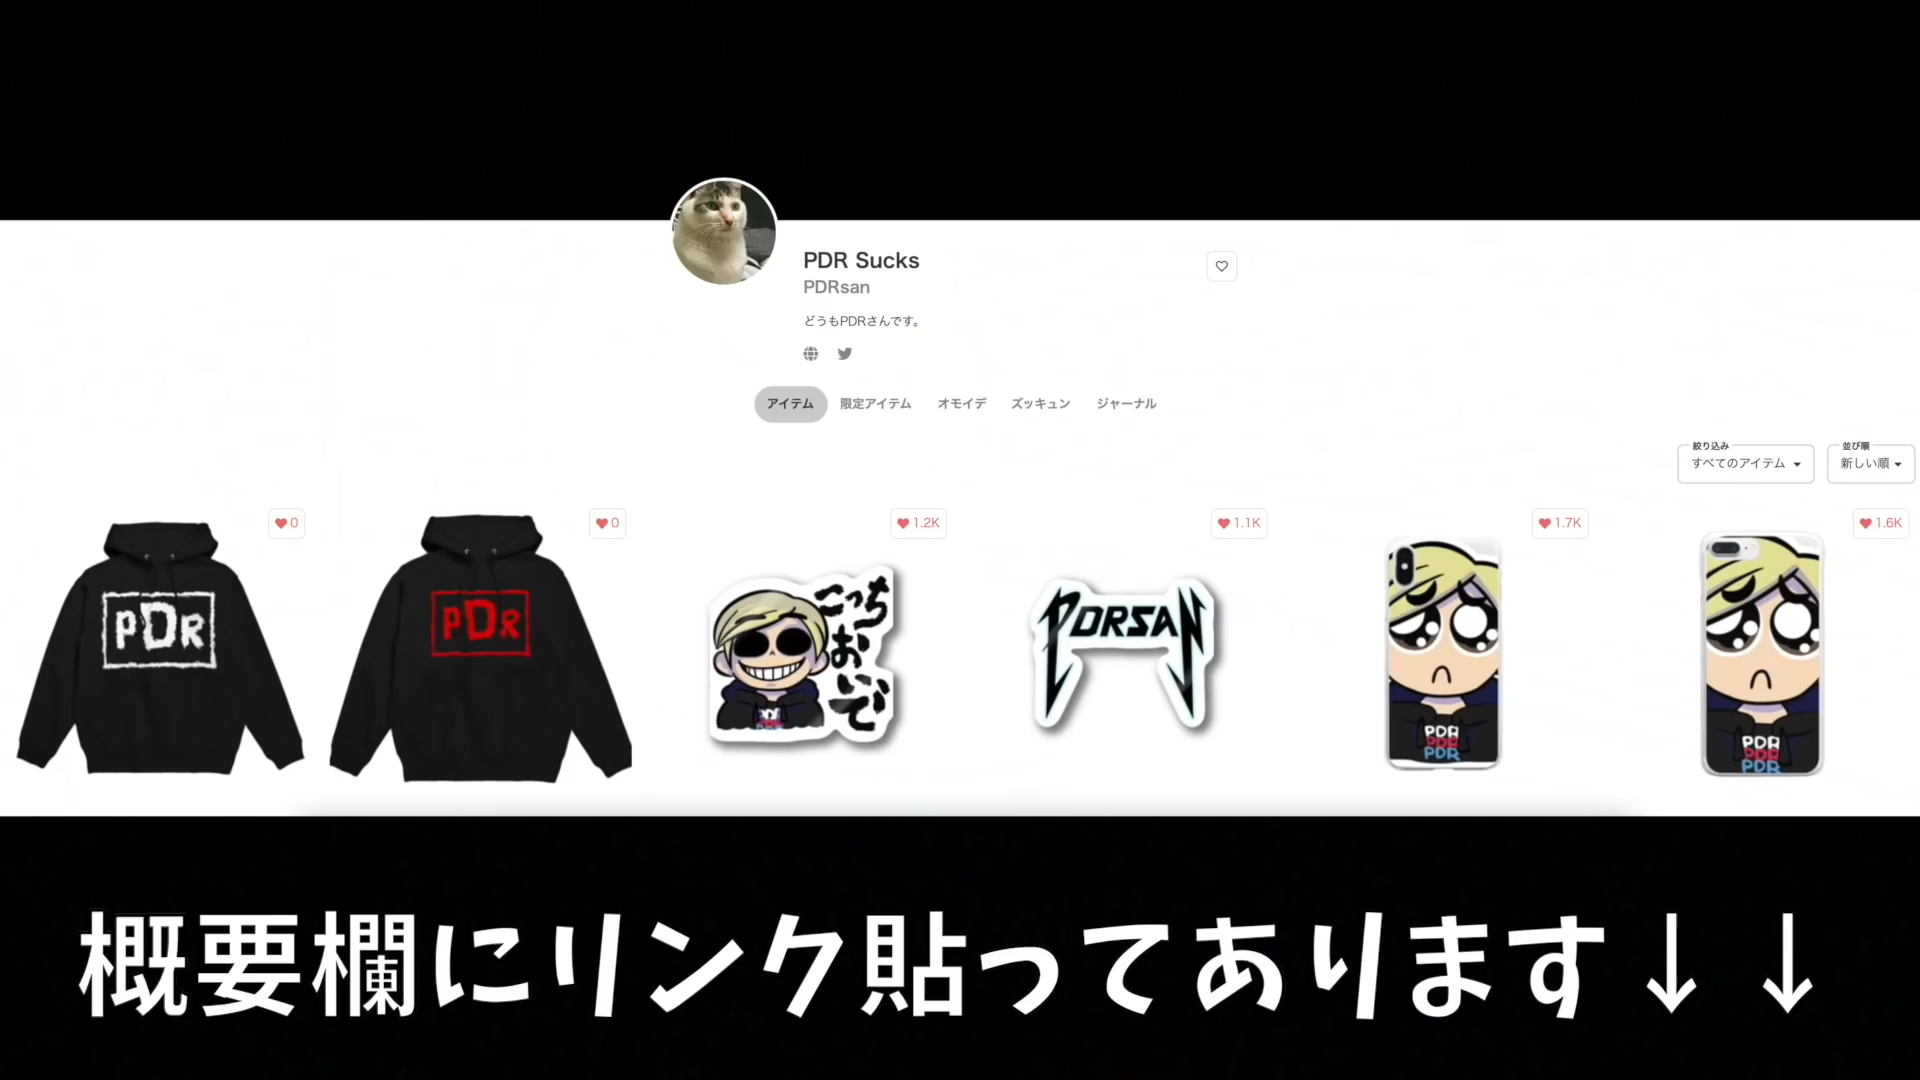 PDR Sucks
PDRsan
どうもPDRさんです。
アイテム 限定アイテム オモイデ ズッキュン ジャーナル
絞り込み
すべてのアイテム
並び順
新しい順
0
0
1.2K
1.1K
1.7K
1.6K
PDR
PDR
こっち
おいで
PDR
PDRSAN
PDR
PDR
PDR
PDR
PDR
PDR
概要欄にリンク貼ってあります↓↓